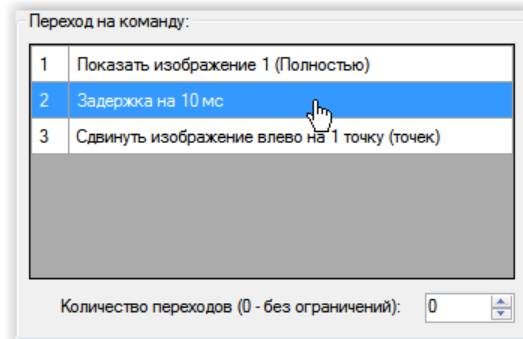 Переход на команду:
1 Показать изображение 1 (Полностью)
2 Задержка на 10 мс
3 Сдвинуть изображение влево на 1 точку (точек)
Количество переходов (0 - без ограничений): 0